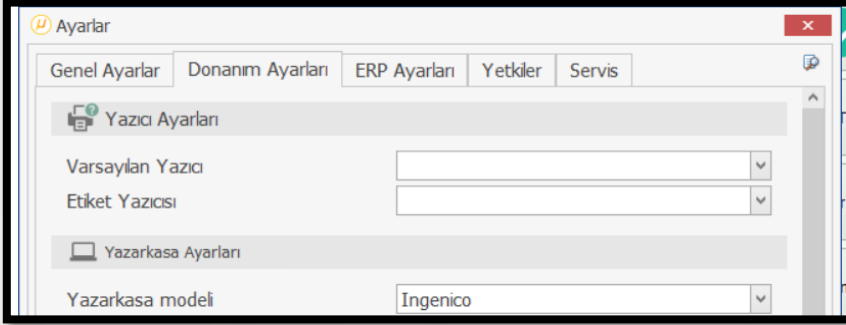 Ayarlar
Genel Ayarlar Donanım Ayarları ERP Ayarları Yetkiler Servis
Yazıcı Ayarları
Varsayılan Yazıcı
Etiket Yazıcısı
Yazarkasa Ayarları
Yazarkasa modeli Ingenico